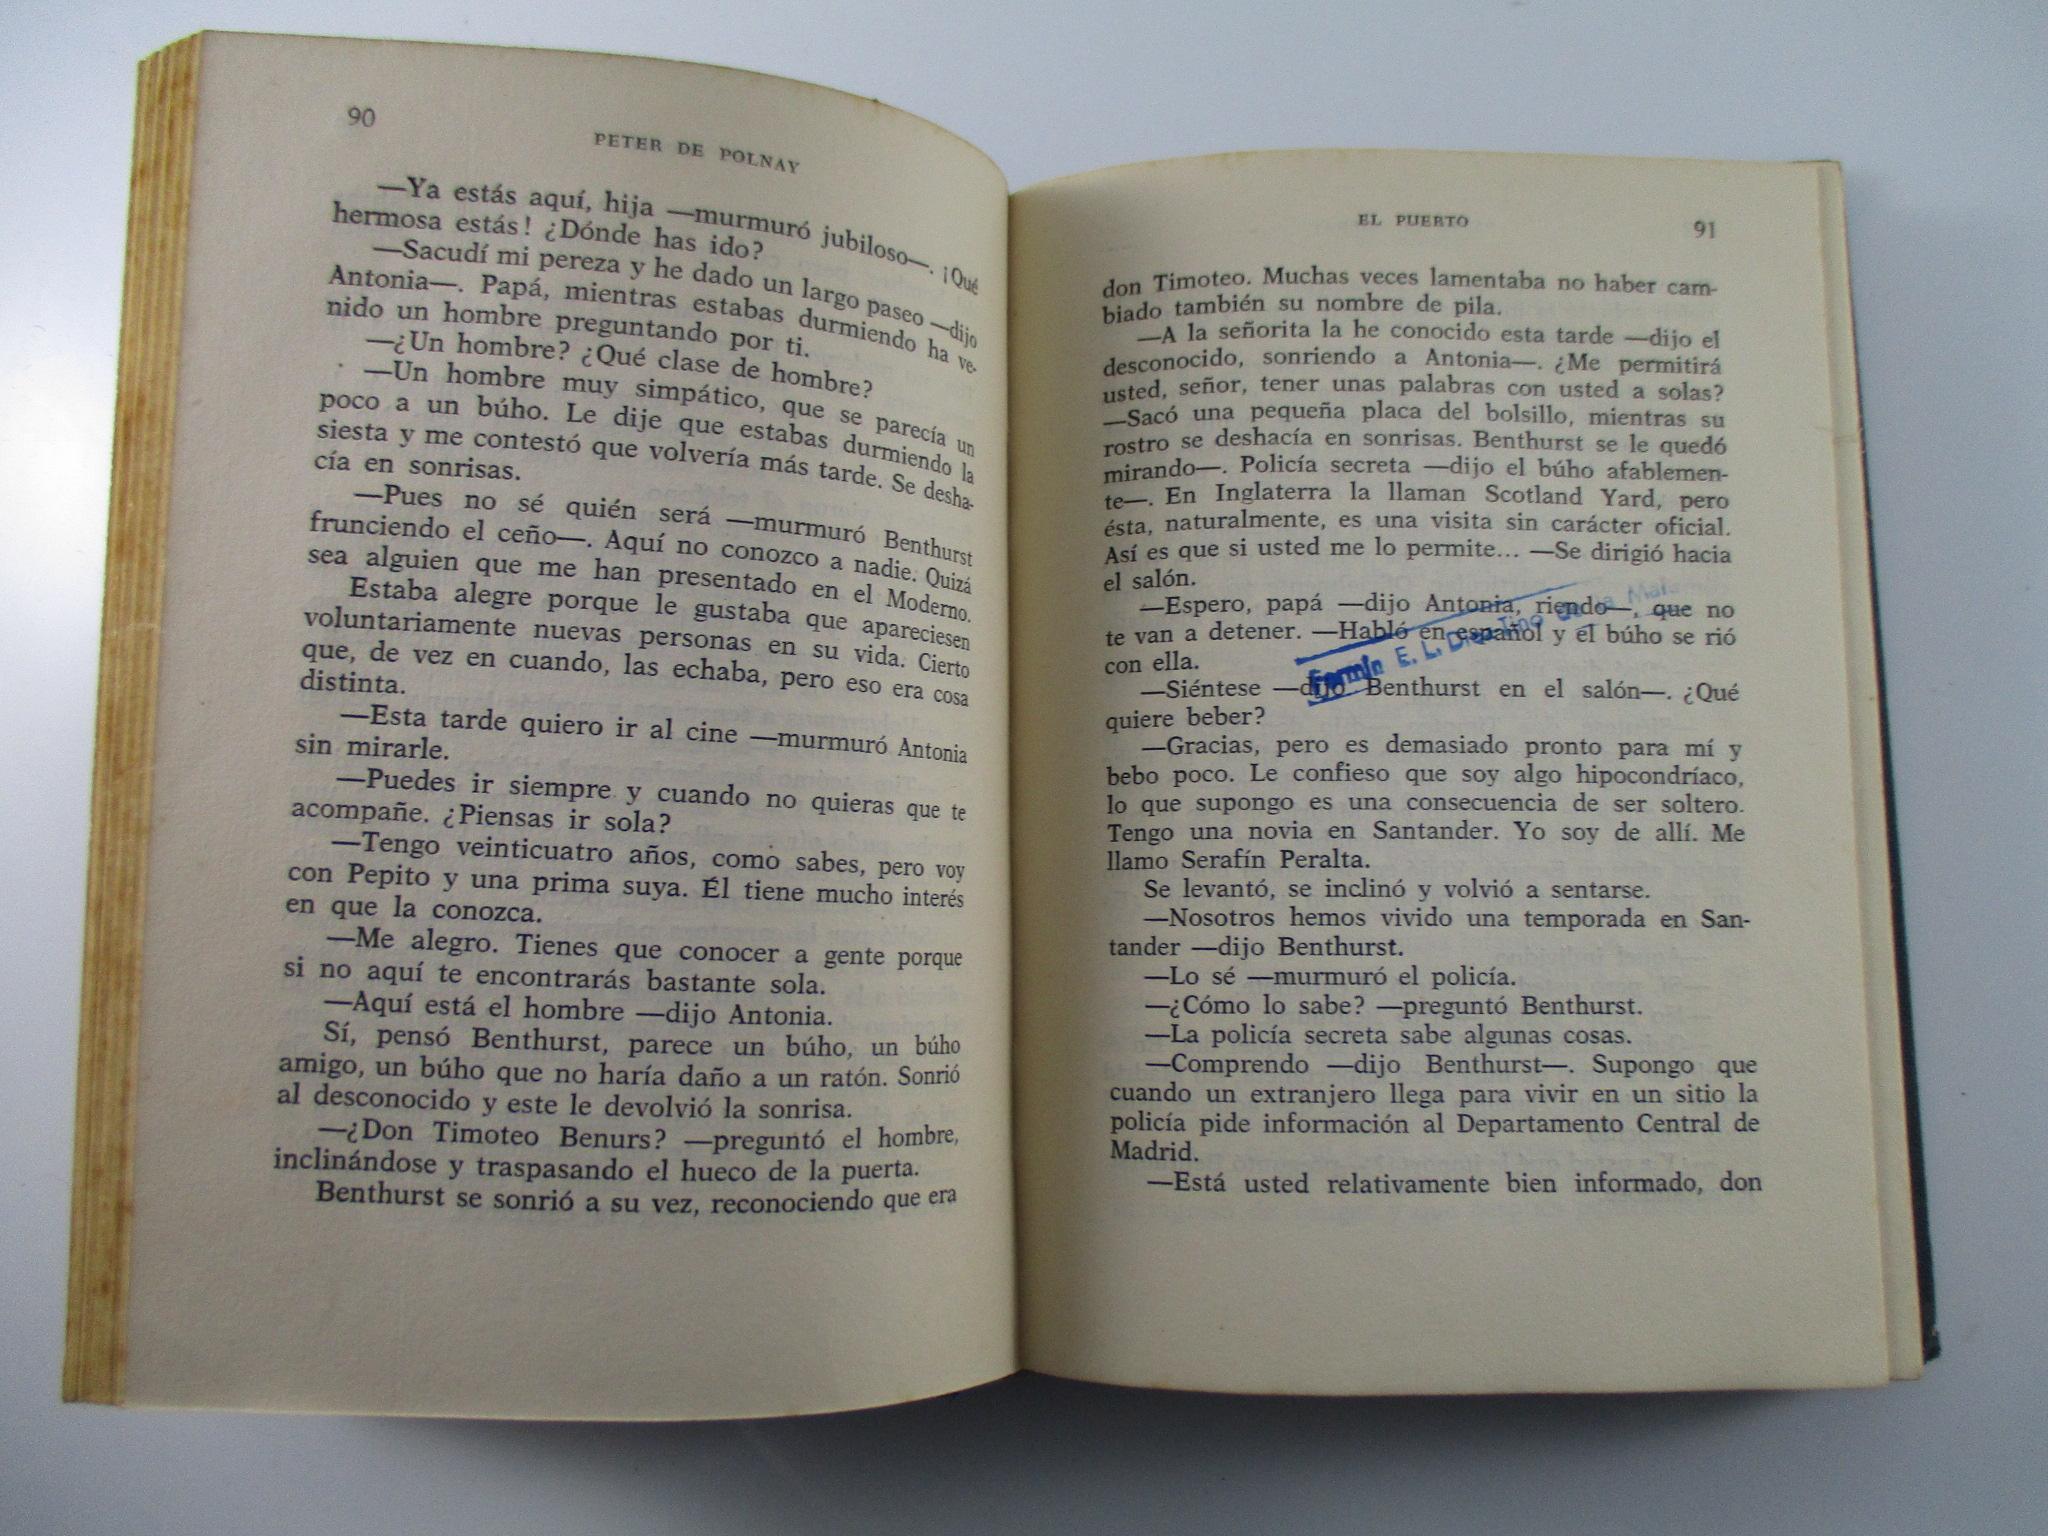 90
PETER DE POLNAY
—Ya estás aquí, hija —murmuró jubiloso—. ¡Qué
hermosa estás! ¿Dónde has ido?
—Sacudí mi pereza y he dado un largo paseo —dijo
Antonia—. Papá, mientras estabas durmiendo ha ve-
nido un hombre preguntando por ti.
—¿Un hombre? ¿Qué clase de hombre?
—Un hombre muy simpático, que se parecía un
poco a un búho. Le dije que estabas durmiendo la
siesta y me contestó que volvería más tarde. Se desha-
cía en sonrisas.
—Pues no sé quién será —murmuró Benthurst
frunciendo el ceño—. Aquí no conozco a nadie. Quizá
sea alguien que me han presentado en el Moderno.
Estaba alegre porque le gustaba que apareciesen
voluntariamente nuevas personas en su vida. Cierto
que, de vez en cuando, las echaba, pero eso era cosa
distinta.
—Esta tarde quiero ir al cine —murmuró Antonia
sin mirarle.
—Puedes ir siempre y cuando no quieras que te
acompañe. ¿Piensas ir sola?
—Tengo veinticuatro años, como sabes, pero voy
con Pepito y una prima suya. Él tiene mucho interés
en que la conozca.
—Me alegro. Tienes que conocer a gente porque
si no aquí te encontrarás bastante sola.
—Aquí está el hombre —dijo Antonia.
Sí, pensó Benthurst, parece un búho, un búho
amigo, un búho que no haría daño a un ratón. Sonrió
al desconocido y este le devolvió la sonrisa.
—¿Don Timoteo Benurs? —preguntó el hombre,
inclinándose y traspasando el hueco de la puerta.
Benthurst se sonrió a su vez, reconociendo que era
EL PUERTO
91
don Timoteo. Muchas veces lamentaba no haber cam-
biado también su nombre de pila.
—A la señorita la he conocido esta tarde —dijo el
desconocido, sonriendo a Antonia—. ¿Me permitirá
usted, señor, tener unas palabras con usted a solas?
—Sacó una pequeña placa del bolsillo, mientras su
rostro se deshacía en sonrisas. Benthurst se le quedó
mirando—. Policía secreta —dijo el búho afablemen-
te—. En Inglaterra la llaman Scotland Yard, pero
ésta, naturalmente, es una visita sin carácter oficial.
Así es que si usted me lo permite... —Se dirigió hacia
el salón.
—Espero, papá —dijo Antonia, riendo—, que no
te van a detener. —Habló en español y el búho se rió
con ella.
Fermín E. L.
—Siéntese —dijo Benthurst en el salón—. ¿Qué
quiere beber?
—Gracias, pero es demasiado pronto para mí y
bebo poco. Le confieso que soy algo hipocondríaco,
lo que supongo es una consecuencia de ser soltero.
Tengo una novia en Santander. Yo soy de allí. Me
llamo Serafín Peralta.
Se levantó, se inclinó y volvió a sentarse.
—Nosotros hemos vivido una temporada en San-
tander —dijo Benthurst.
—Lo sé —murmuró el policía.
—¿Cómo lo sabe? —preguntó Benthurst.
—La policía secreta sabe algunas cosas.
—Comprendo —dijo Benthurst—. Supongo que
cuando un extranjero llega para vivir en un sitio la
policía pide información al Departamento Central de
Madrid.
—Está usted relativamente bien informado, don